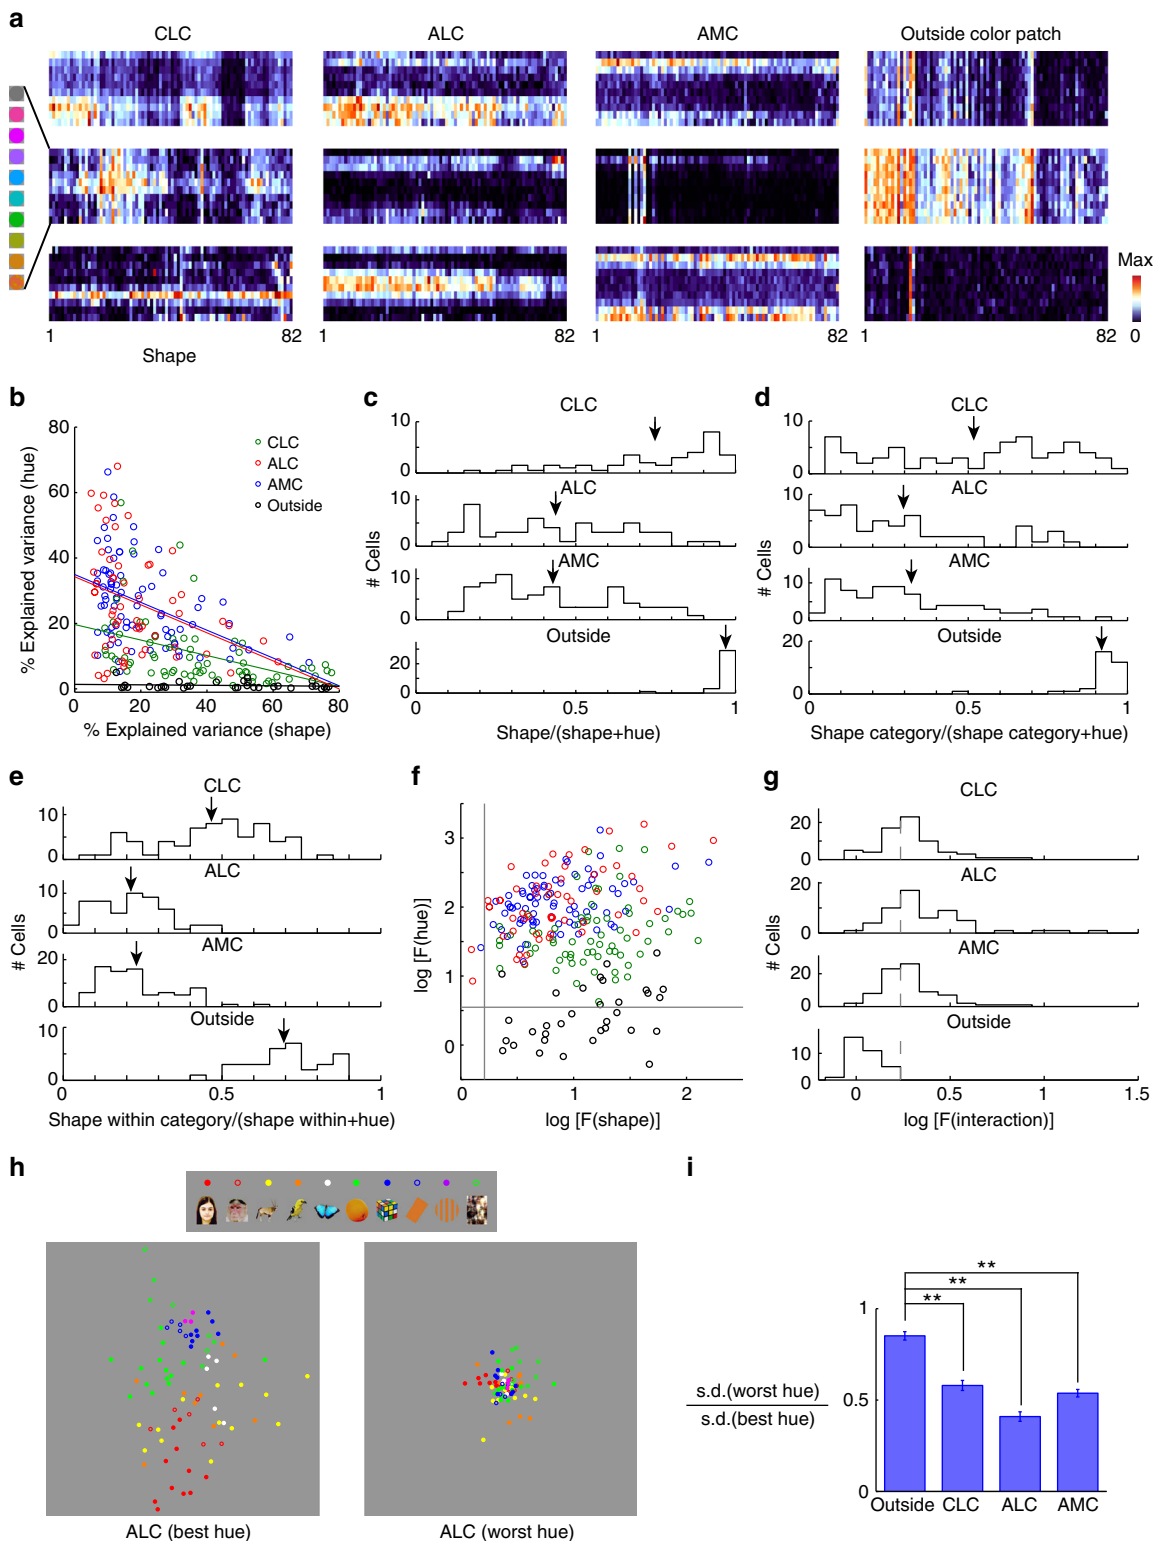 a
CLC
ALC
AMC
Outside color patch
Max
0
1
82
1
82
1
82
1
82
Shape
b
80
60
40
20
0
0
20
40
60
80
% Explained variance (hue)
% Explained variance (shape)
CLC
ALC
AMC
Outside
c
CLC
10
0
ALC
10
0
AMC
10
0
Outside
20
0
# Cells
0
0.5
1
Shape/(shape+hue)
d
CLC
10
0
ALC
20
10
0
AMC
10
0
Outside
20
0
# Cells
0
0.5
1
Shape category/(shape category+hue)
e
CLC
10
0
ALC
10
0
AMC
20
0
Outside
10
0
# Cells
0
0.5
1
Shape within category/(shape within+hue)
f
3
2
1
0
log [F(hue)]
0
1
2
log [F(shape)]
g
CLC
20
0
ALC
20
0
AMC
20
0
Outside
10
0
# Cells
0
0.5
1
1.5
log [F(interaction)]
h
ALC (best hue)
ALC (worst hue)
i
**
**
**
1
0.5
0
s.d.(worst hue)
s.d.(best hue)
Outside
CLC
ALC
AMC